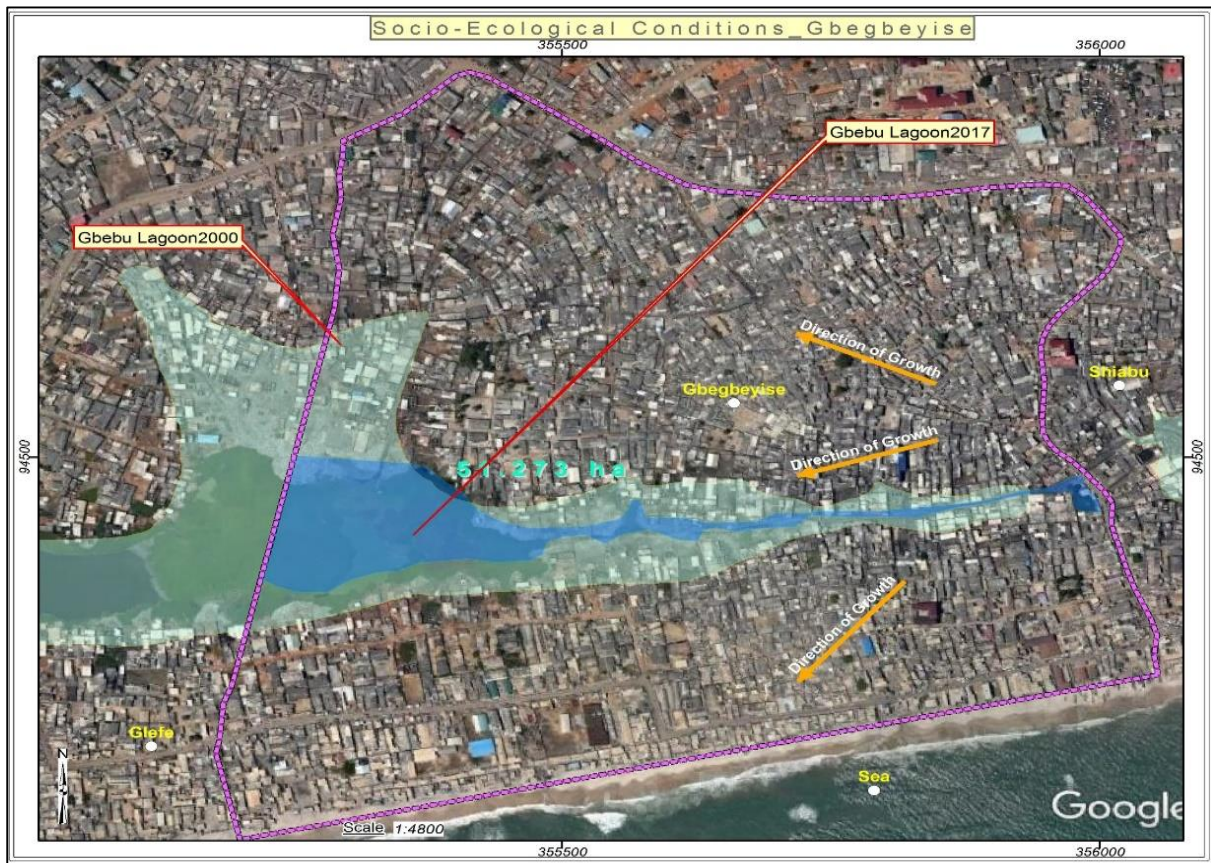 Socio-Ecological Conditions_Gbegbeyise
355500
356000
Gbebu Lagoon2017
Gbebu Lagoon2000
Direction of Growth
Shiabu
Gbegbeyise
Direction of Growth
94500
94500
51.273 ha
Direction of Growth
Glefe
N
Sea
Google
Scale 1:4800
355500
356000